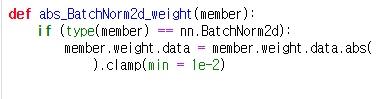 def abs_BatchNorm2d_weight(member):
    if (type(member) == nn.BatchNorm2d):
        member.weight.data = member.weight.data.abs(
            ).clamp(min = 1e-2)